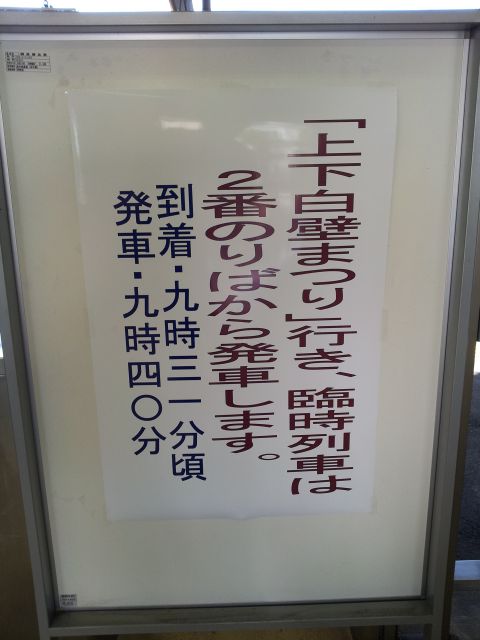 「上下白壁まつり」行き、臨時列車は
2番のりばから発車します。
到着・九時三一分頃
発車・九時四〇分